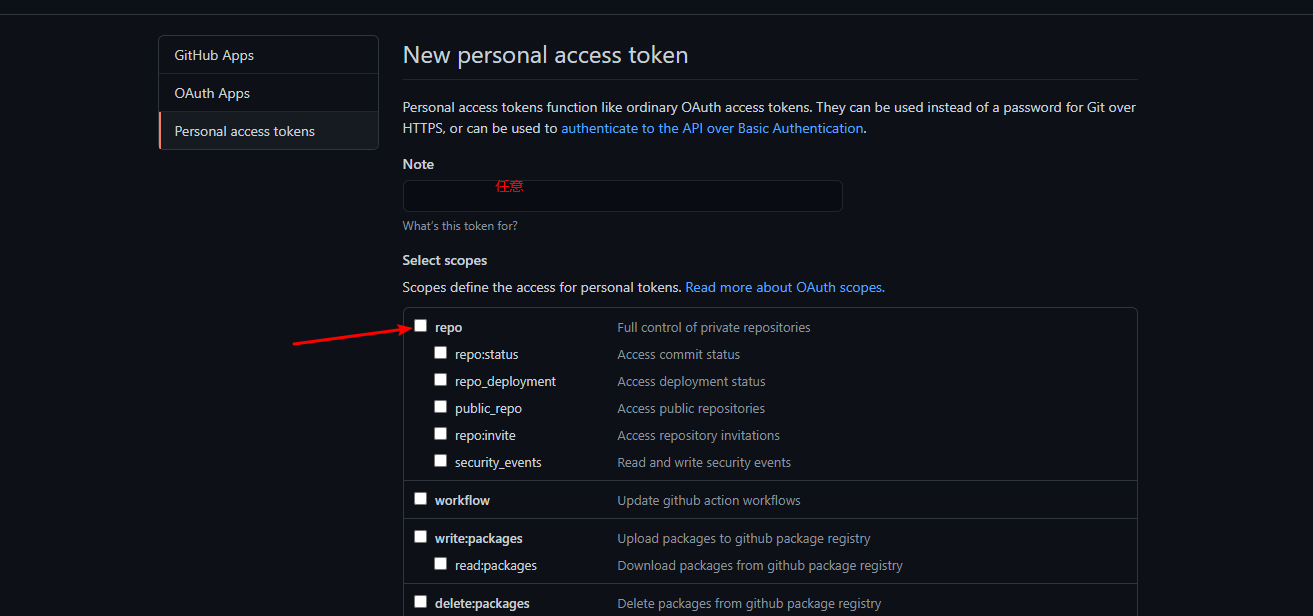 GitHub Apps
OAuth Apps
Personal access tokens
New personal access token
Personal access tokens function like ordinary OAuth access tokens. They can be used instead of a password for Git over
HTTPS, or can be used to authenticate to the API over Basic Authentication.
Note
任意
What's this token for?
Select scopes
Scopes define the access for personal tokens. Read more about OAuth scopes.
repo Full control of private repositories
repo:status Access commit status
repo_deployment Access deployment status
public_repo Access public repositories
repo:invite Access repository invitations
security_events Read and write security events
workflow Update github action workflows
write:packages Upload packages to github package registry
read:packages Download packages from github package registry
delete:packages Delete packages from github package registry